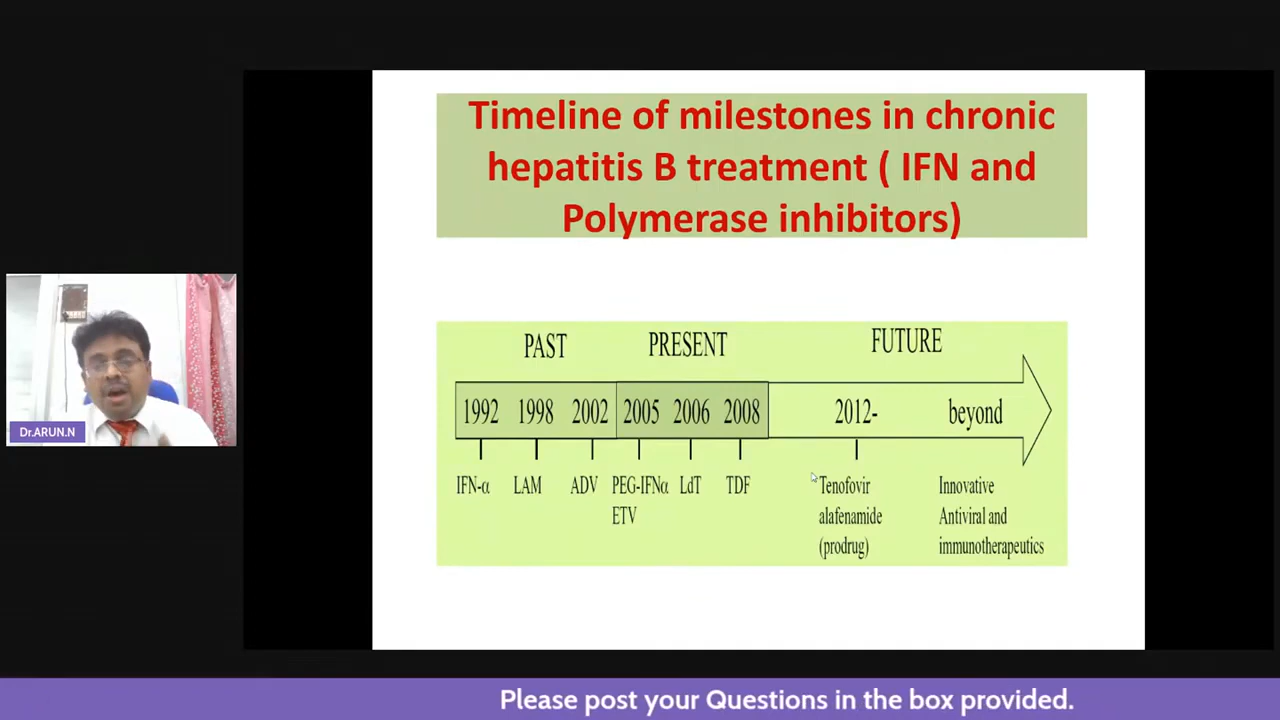 Timeline of milestones in chronic
hepatitis B treatment ( IFN and
Polymerase inhibitors)
PAST PRESENT FUTURE
1992 1998 2002 2005 2006 2008 2012- beyond
IFN-α LAM ADV PEG-IFNα LdT TDF Tenofovir Innovative
ETV alafenamide Antiviral and
(prodrug) immunotherapeutics
Dr.ARUN.N
Please post your Questions in the box provided.